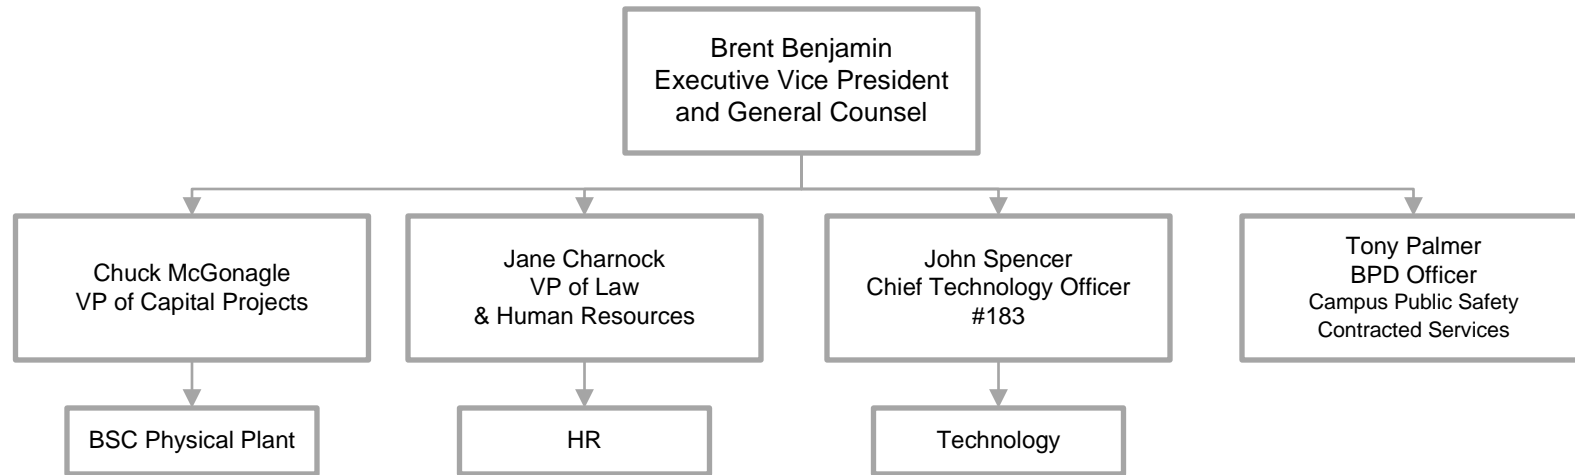 Brent Benjamin
Executive Vice President
and General Counsel
Chuck McGonagle
VP of Capital Projects
Jane Charnock
VP of Law
& Human Resources
John Spencer
Chief Technology Officer
#183
Tony Palmer
BPD Officer
Campus Public Safety
Contracted Services
BSC Physical Plant
HR
Technology